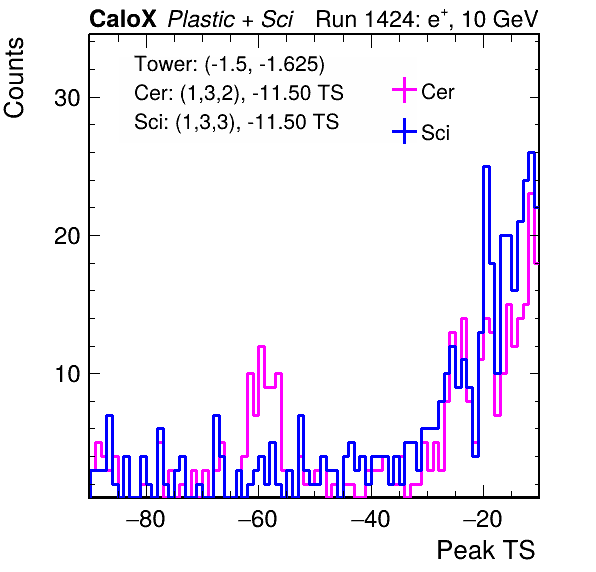 CaloX Plastic + Sci Run 1424: e+, 10 GeV
Counts
Tower: (-1.5, -1.625)
Cer: (1,3,2), -11.50 TS
Sci: (1,3,3), -11.50 TS
Cer
Sci
30
20
10
−80 −60 −40 −20
Peak TS